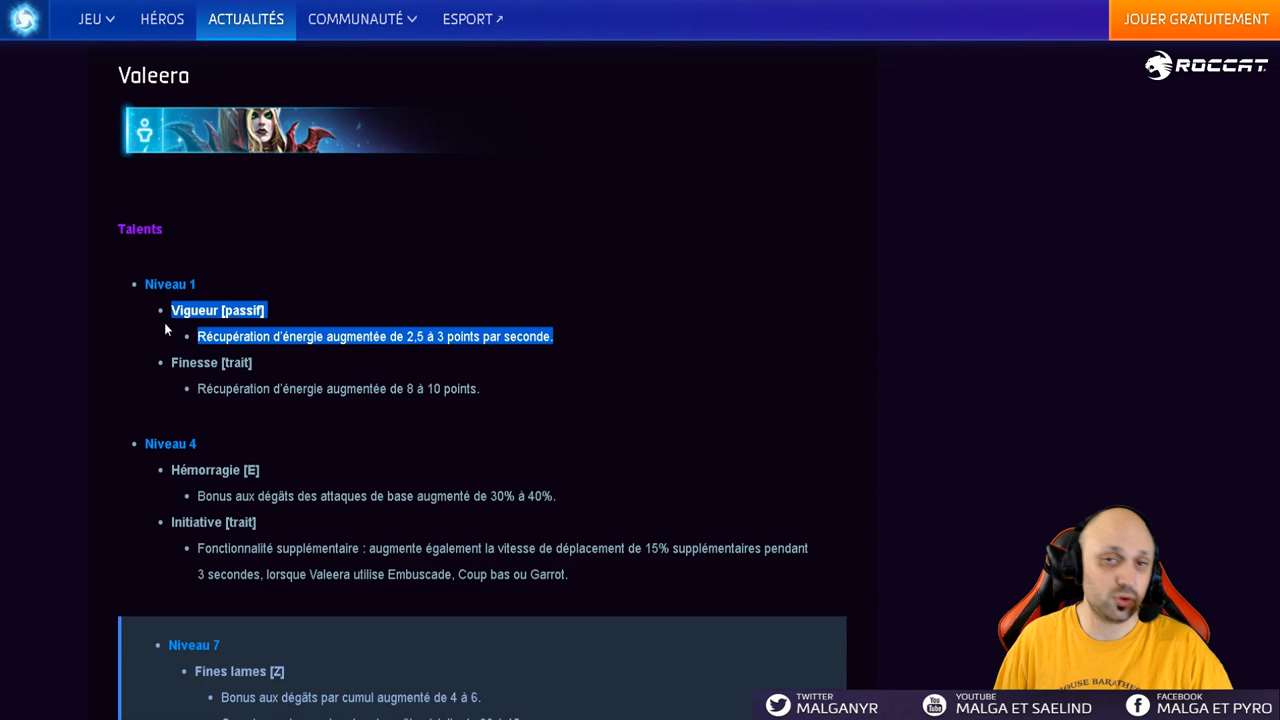 JEU HÉROS ACTUALITÉS COMMUNAUTÉ ESPORT JOUER GRATUITEMENT
ROCCAT
Valeera
Talents
Niveau 1
Vigueur [passif]
Récupération d'énergie augmentée de 2,5 à 3 points par seconde.
Finesse [trait]
Récupération d'énergie augmentée de 8 à 10 points.
Niveau 4
Hémorragie [E]
Bonus aux dégâts des attaques de base augmenté de 30% à 40%.
Initiative [trait]
Fonctionnalité supplémentaire : augmente également la vitesse de déplacement de 15% supplémentaires pendant
3 secondes, lorsque Valeera utilise Embuscade, Coup bas ou Garrot.
Niveau 7
Fines lames [Z]
Bonus aux dégâts par cumul augmenté de 4 à 6.
HOUSE BARATHE
TWITTER
MALGANYR
YOUTUBE
MALGA ET SAELIND
FACEBOOK
MALGA ET PYRO